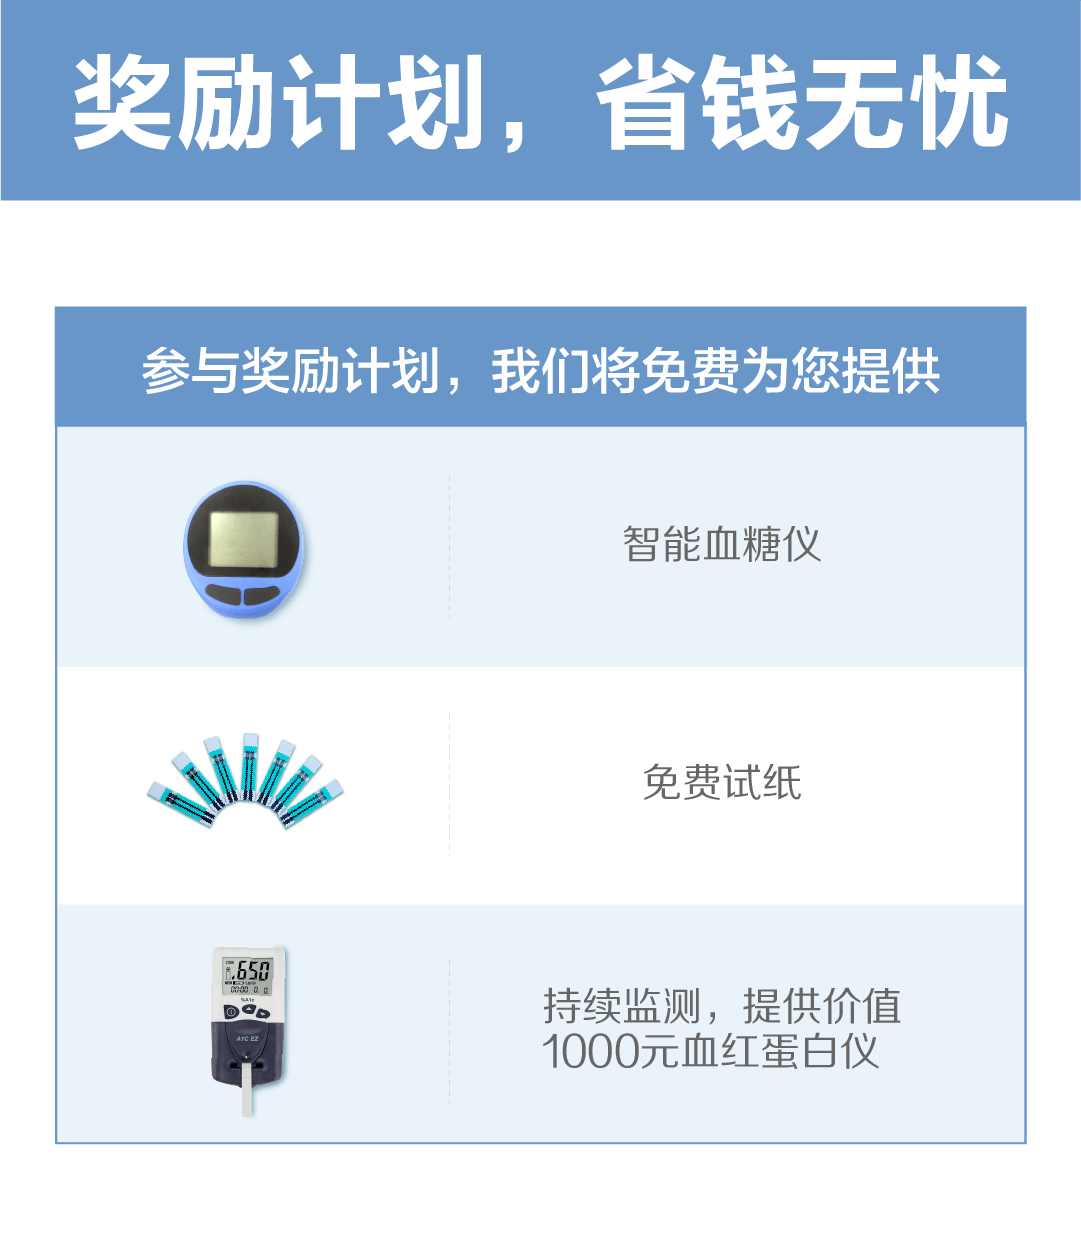 奖励计划，省钱无忧
参与奖励计划，我们将免费为您提供
智能血糖仪
免费试纸
CODE
.650
%A1c
A1C EZ
持续监测，提供价值
1000元血红蛋白仪